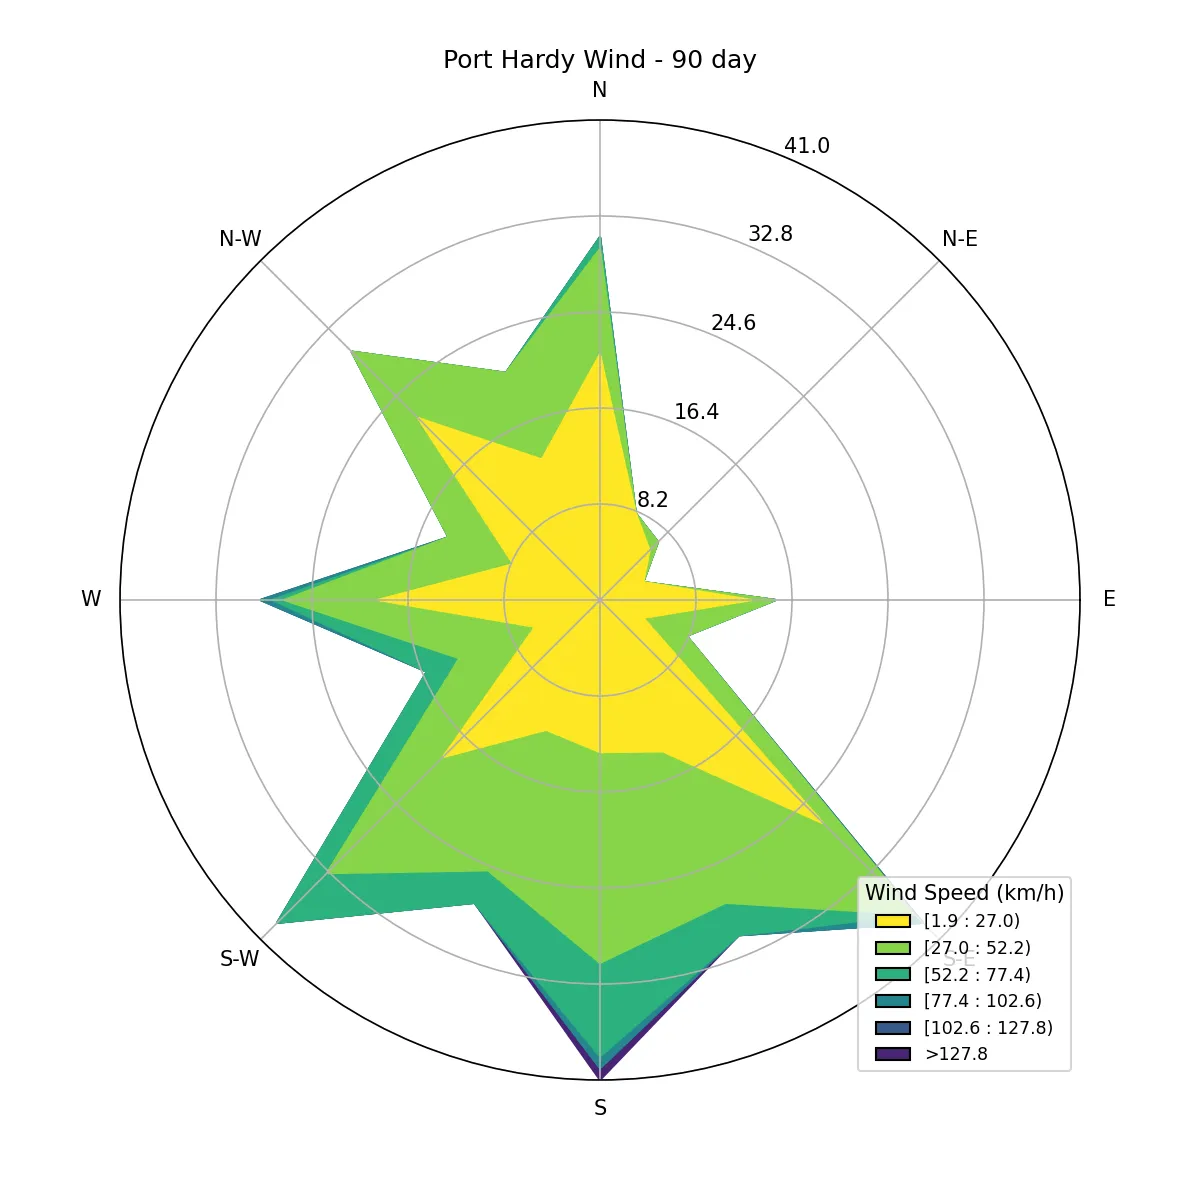 Port Hardy Wind - 90 day
N
41.0
N-W
32.8
N-E
24.6
16.4
8.2
W
E
Wind Speed (km/h)
[1.9 : 27.0)
[27.0 : 52.2)
S-W
S-E
[52.2 : 77.4)
[77.4 : 102.6)
[102.6 : 127.8)
>127.8
S